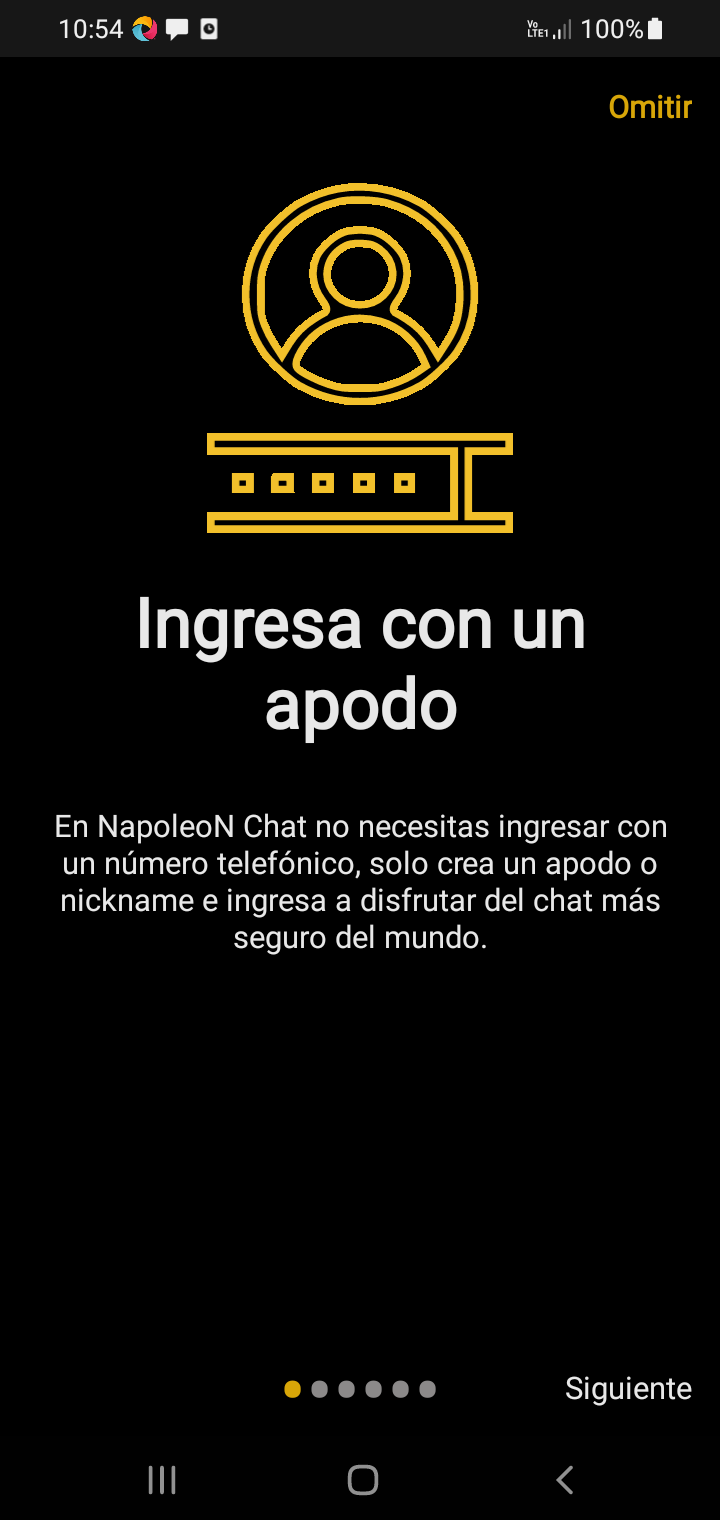 10:54
Vo LTE1 100%
Omitir
Ingresa con un
apodo
En NapoleoN Chat no necesitas ingresar con
un número telefónico, solo crea un apodo o
nickname e ingresa a disfrutar del chat más
seguro del mundo.
Siguiente